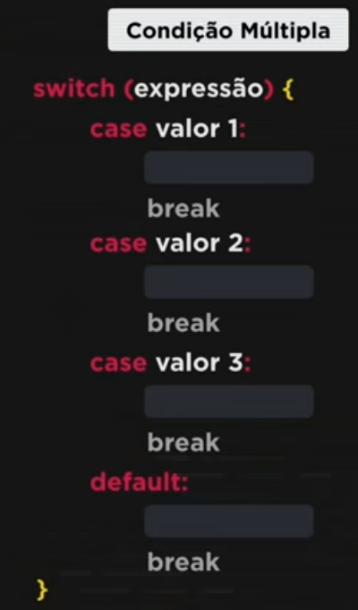 Condição Múltipla
switch (expressão) {
case valor 1:
break
case valor 2:
break
case valor 3:
break
default:
break
}